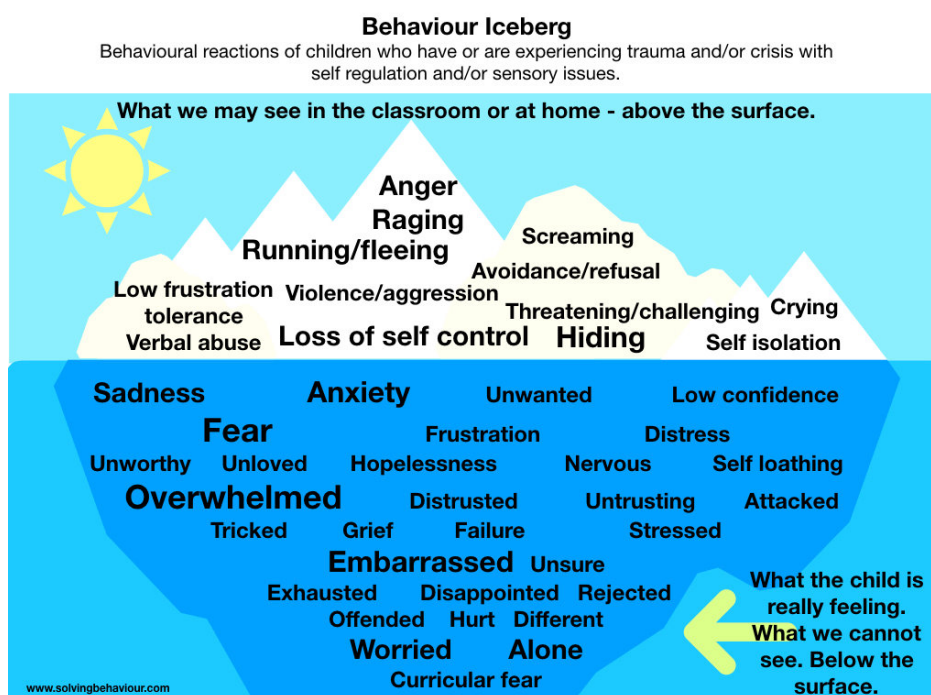 Behaviour Iceberg
Behavioural reactions of children who have or are experiencing trauma and/or crisis with
self regulation and/or sensory issues.
What we may see in the classroom or at home - above the surface.
Anger
Raging
Running/fleeing
Screaming
Avoidance/refusal
Low frustration
tolerance
Verbal abuse
Violence/aggression
Threatening/challenging
Crying
Loss of self control
Hiding
Self isolation
Sadness Anxiety Unwanted Low confidence
Fear Frustration Distress
Unworthy Unloved Hopelessness Nervous Self loathing
Overwhelmed Distrusted Untrusting Attacked
Tricked Grief Failure Stressed
Embarrassed Unsure
Exhausted Disappointed Rejected
Offended Hurt Different
Worried Alone
Curricular fear
What the child is
really feeling.
What we cannot
see. Below the
surface.
www.solvingbehaviour.com